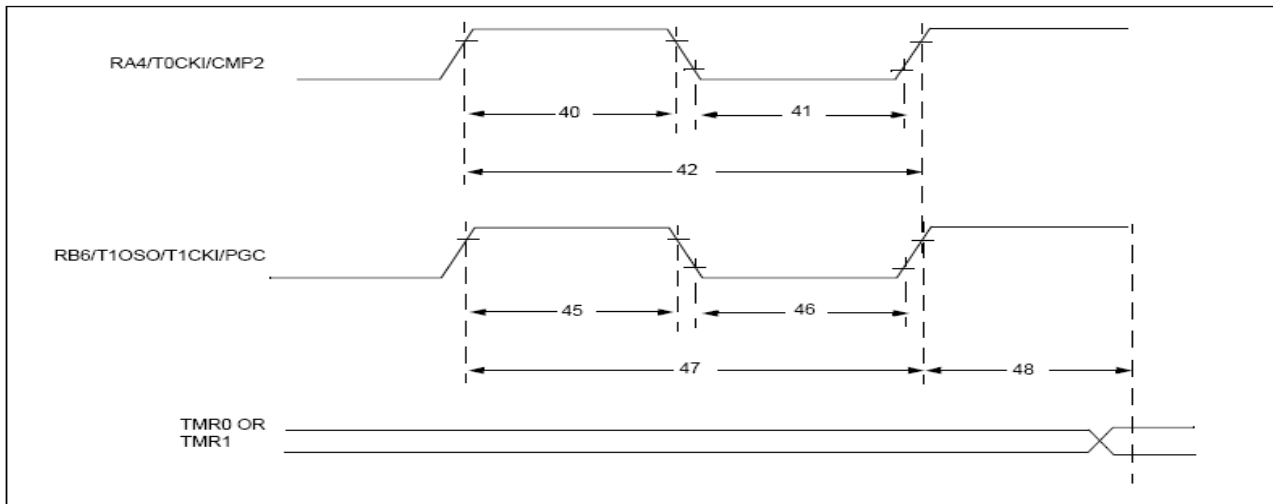 RA4/T0CKI/CMP2
40
41
42
RB6/T1OSO/T1CKI/PGC
45
46
47
48
TMR0 OR
TMR1